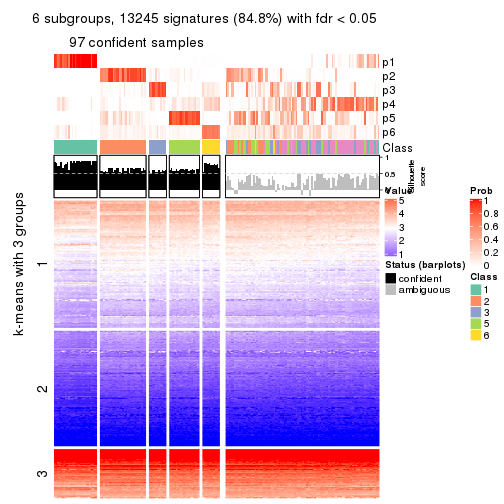 6 subgroups, 13245 signatures (84.8%) with fdr < 0.05
97 confident samples
p1
p2
p3
p4
p5
p6
Class
1
0.5
0
Silhouette
score
k-means with 3 groups
1
2
3
Value
5
4
3
2
1
Status (barplots)
confident
ambiguous
Prob
1
0.8
0.6
0.4
0.2
0
Class
1
2
3
5
6